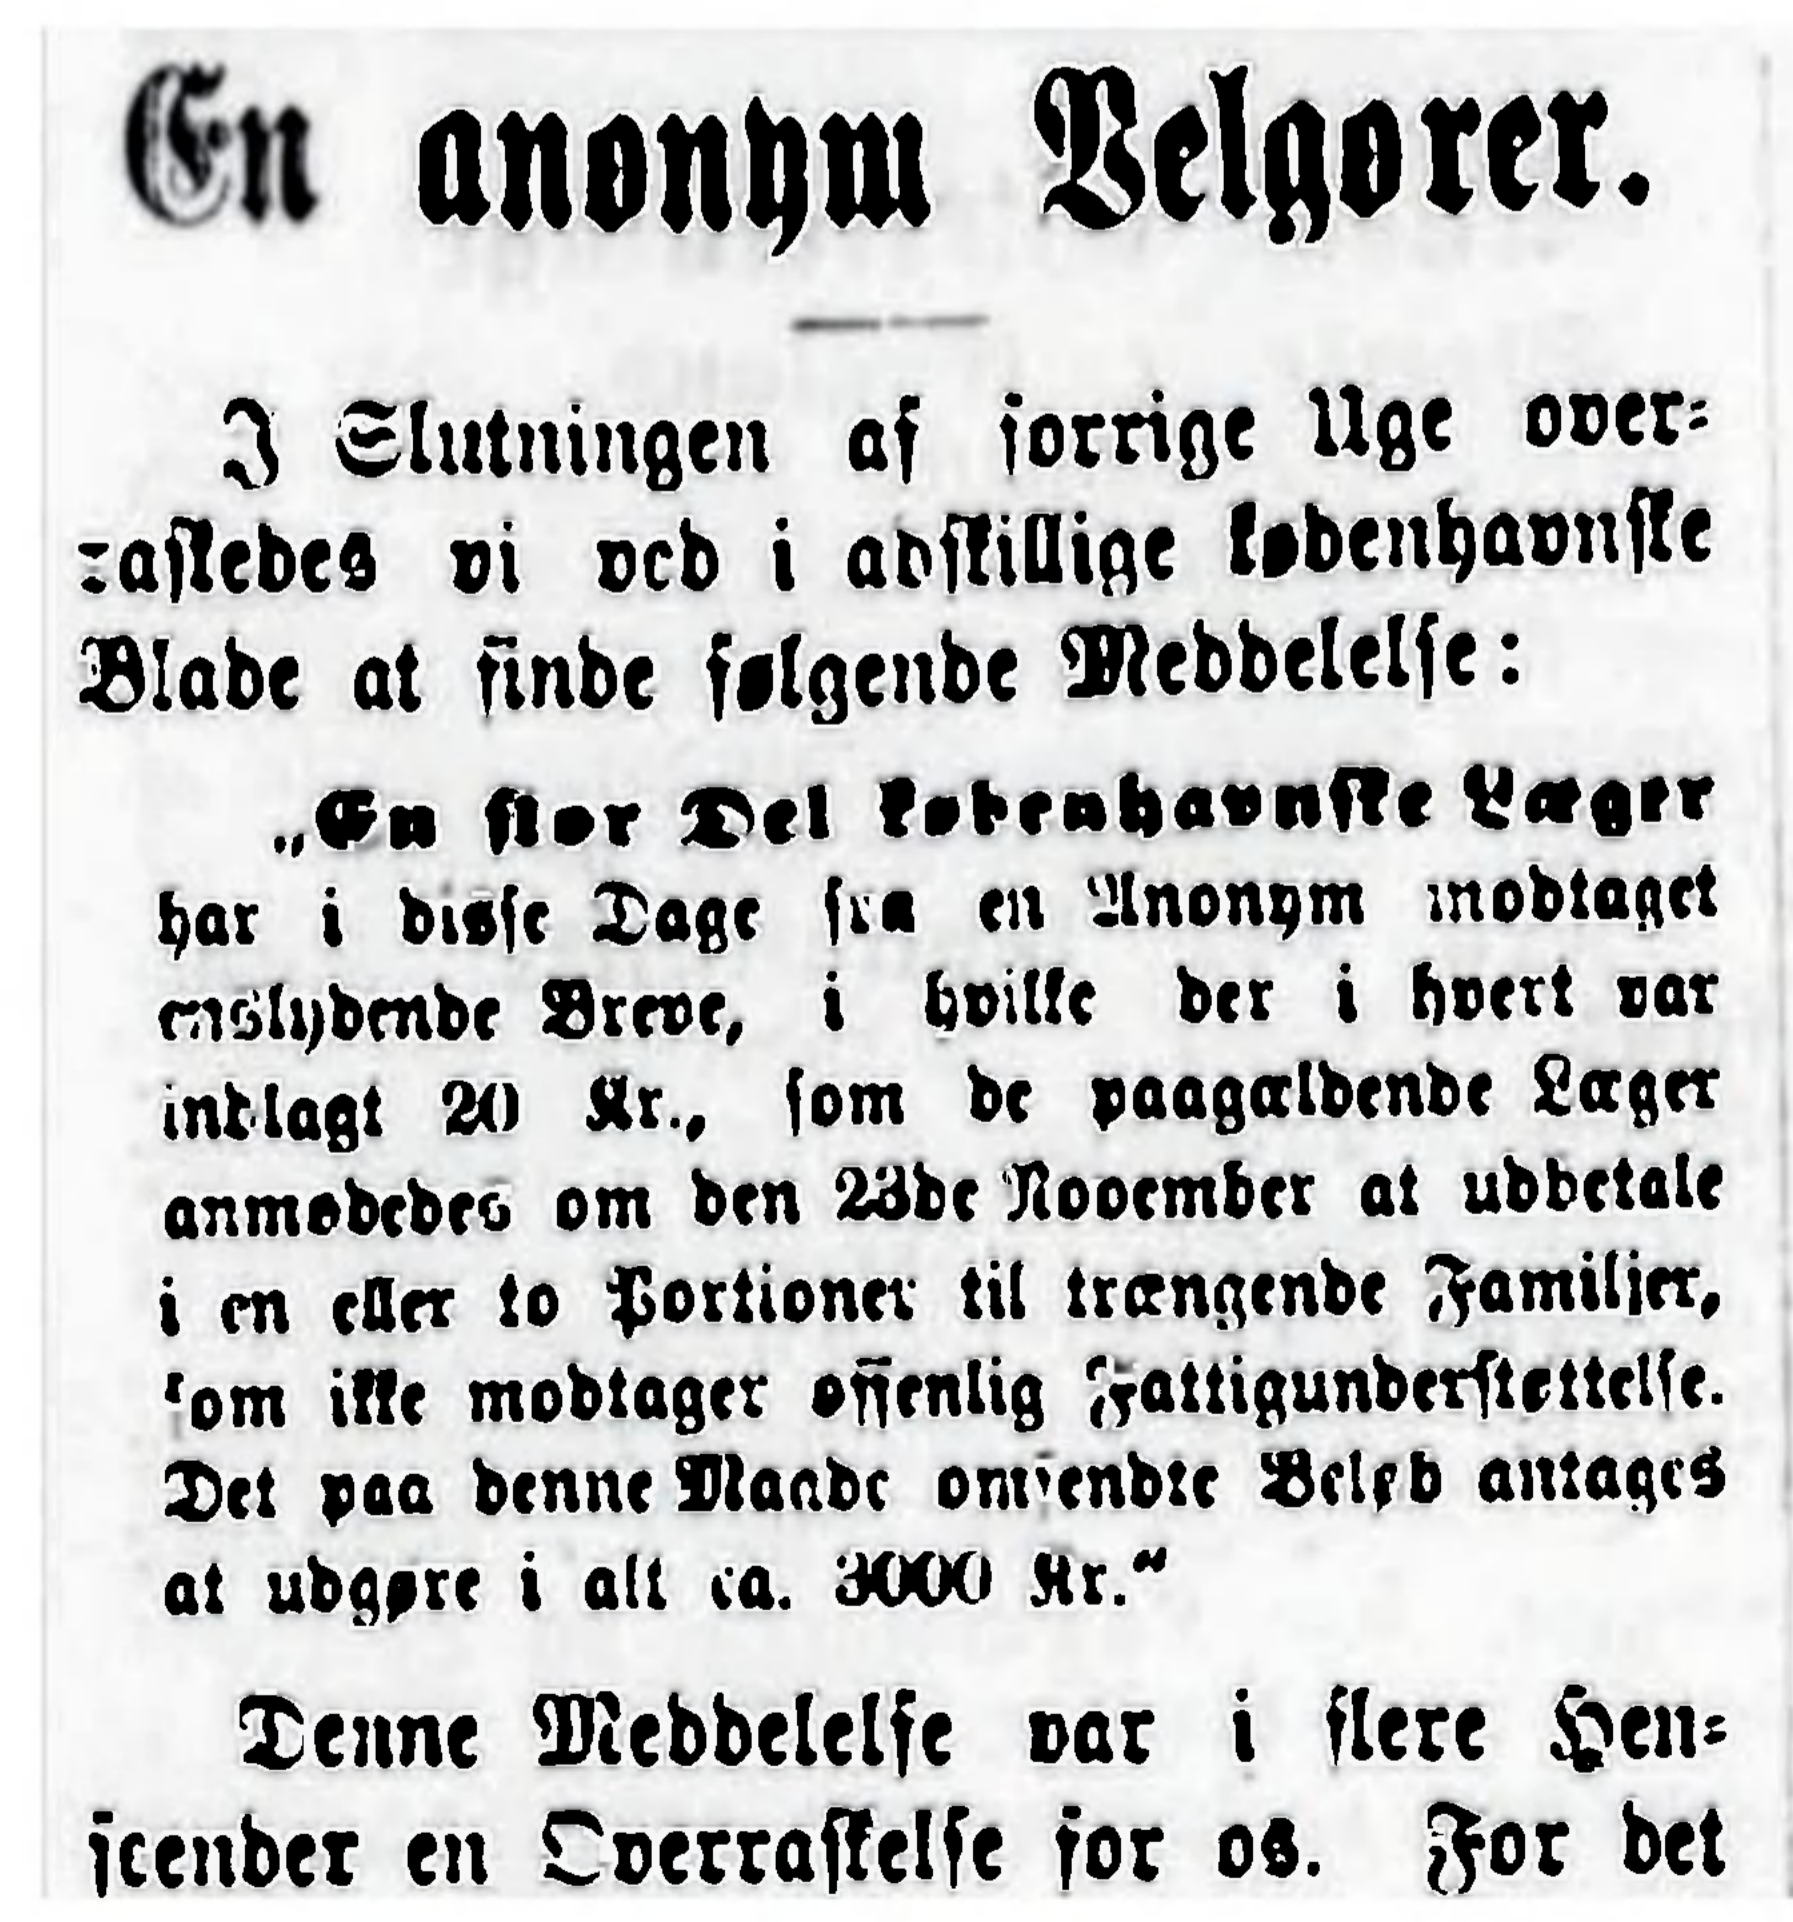 En anonym Velgører.
I Slutningen af forrige Uge over-
raskedes vi ved i adskillige københavnske
Blade at finde følgende Meddelelse:
„En stor Del københavnske Læger
har i disse Dage fra en Anonym modtaget
enslydende Breve, i hvilke der i hvert var
indlagt 20 Kr., som de paagældende Læger
anmodedes om den 23de November at udbetale
i en eller to Portioner til trængende Familier,
som ikke modtager offenlig Fattigunderstøttelse.
Det paa denne Maade omsendte Beløb antages
at udgøre i alt ca. 3000 Kr.“
Denne Meddelelse var i flere Hen-
seender en Overraskelse for os. For det